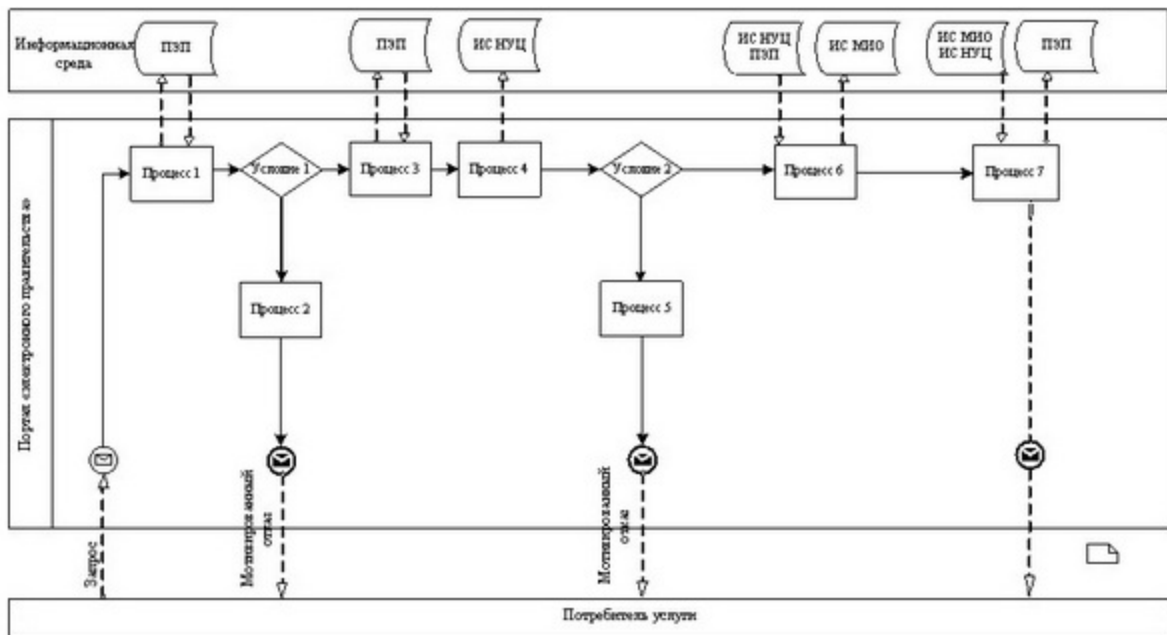 Информационная
среда
ПЭП
ПЭП
ИС НУЦ
ИС НУЦ
ПЭП
ИС МИО
ИС МИО
ИС НУЦ
ПЭП
Портал «электронного правительства»
Процесс 1
Условие 1
Процесс 3
Процесс 4
Условие 2
Процесс 6
Процесс 7
Процесс 2
Процесс 5
Запрос
Мотивированный
отказ
Мотивированный
отказ
Потребитель услуги